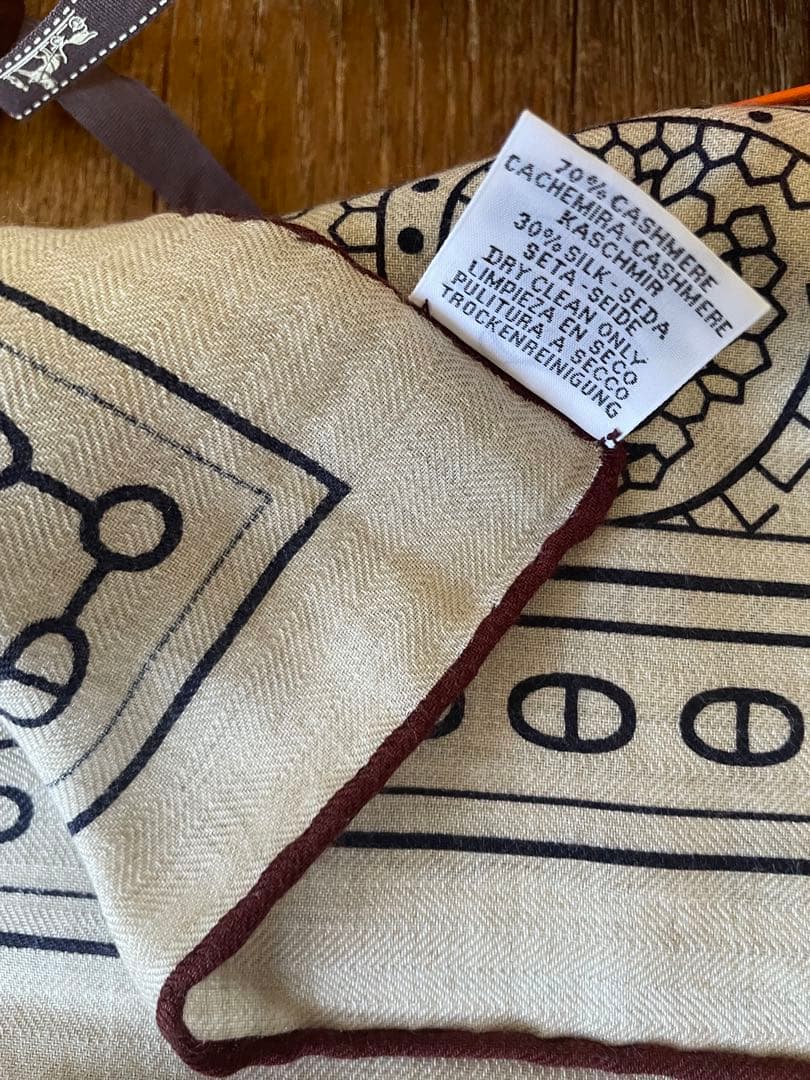 70% CASHMERE
CACHEMIRA-CASHMERE
KASCHMIR
30% SILK-SEDA
SETA-SEIDE
DRY CLEAN ONLY
LIMPIEZA EN SECO
PULITURA A SECCO
TROCKENREINIGUNG